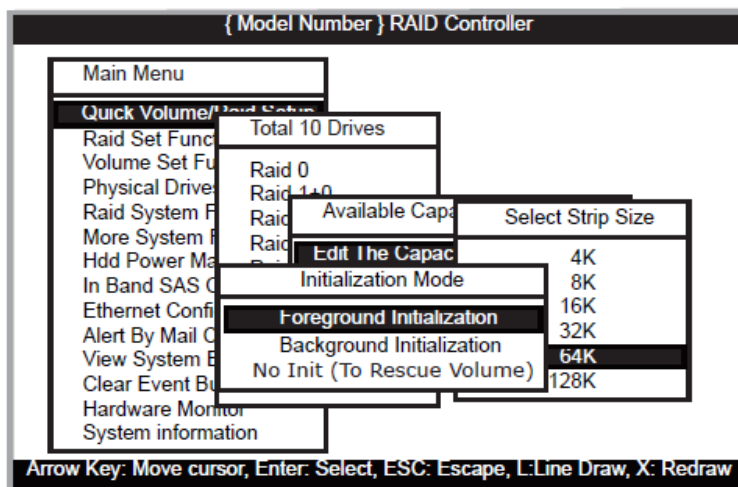 { Model Number } RAID Controller
Main Menu
Quick Volume/Raid Setup
Raid Set Funct
Volume Set Fu
Physical Drive
Raid System F
More System F
Hdd Power Ma
In Band SAS C
Ethernet Confi
Alert By Mail C
View System E
Clear Event Bu
Hardware Monitor
System information
Total 10 Drives
Raid 0
Raid 1+0
Raid
Raid
Available Capa
Edit The Capac
Select Strip Size
4K
8K
16K
32K
64K
128K
Initialization Mode
Foreground Initialization
Background Initialization
No Init (To Rescue Volume)
Arrow Key: Move cursor, Enter: Select, ESC: Escape, L:Line Draw, X: Redraw